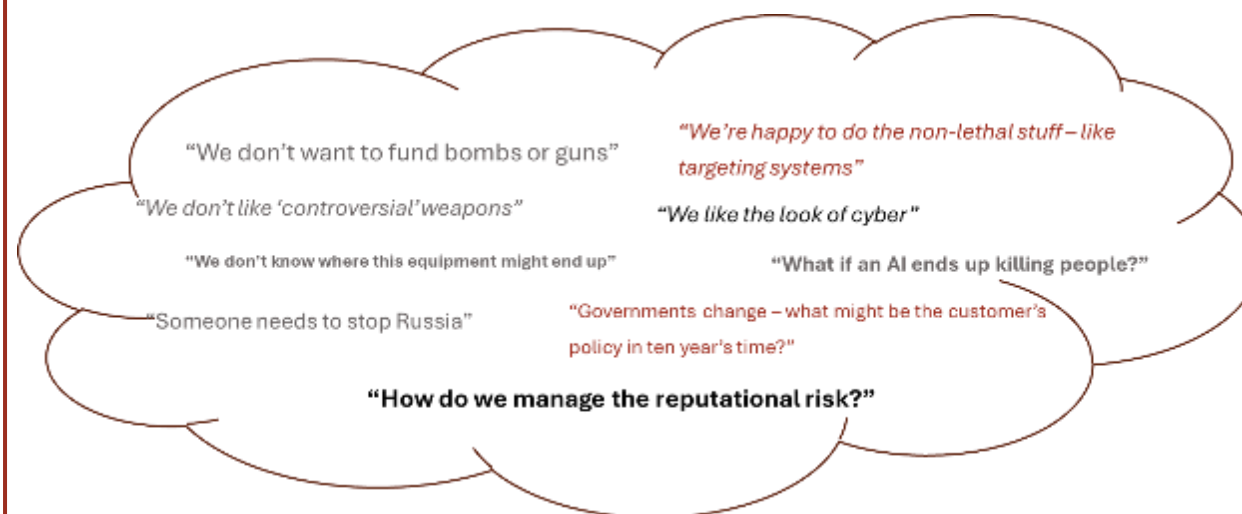 “We don’t want to fund bombs or guns”
“We’re happy to do the non-lethal stuff – like
targeting systems”
“We don’t like ‘controversial’ weapons”
“We like the look of cyber”
“We don’t know where this equipment might end up”
“What if an AI ends up killing people?”
“Someone needs to stop Russia”
“Governments change – what might be the customer’s
policy in ten year’s time?”
“How do we manage the reputational risk?”